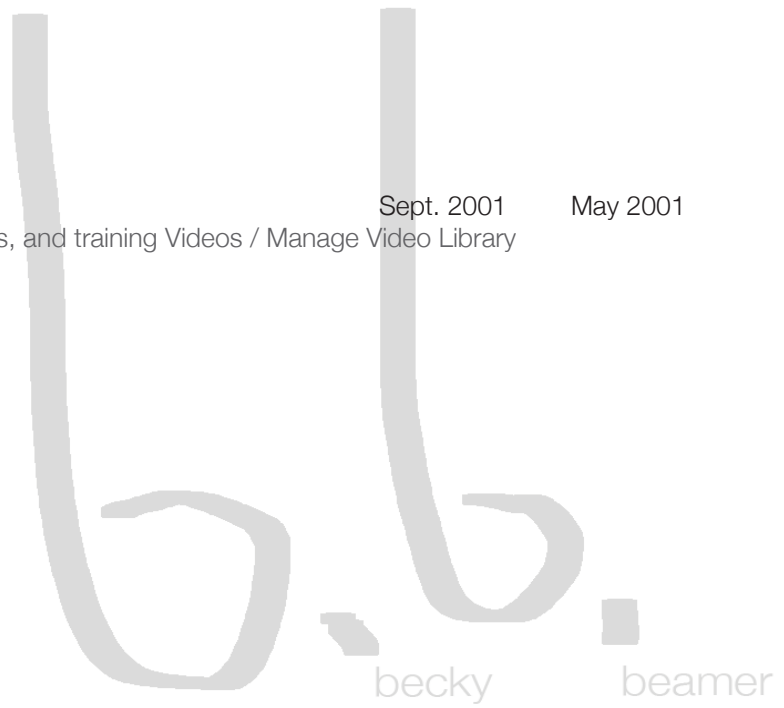 Sept. 2001 May 2001
s, and training Videos / Manage Video Library
b.b.
becky beamer